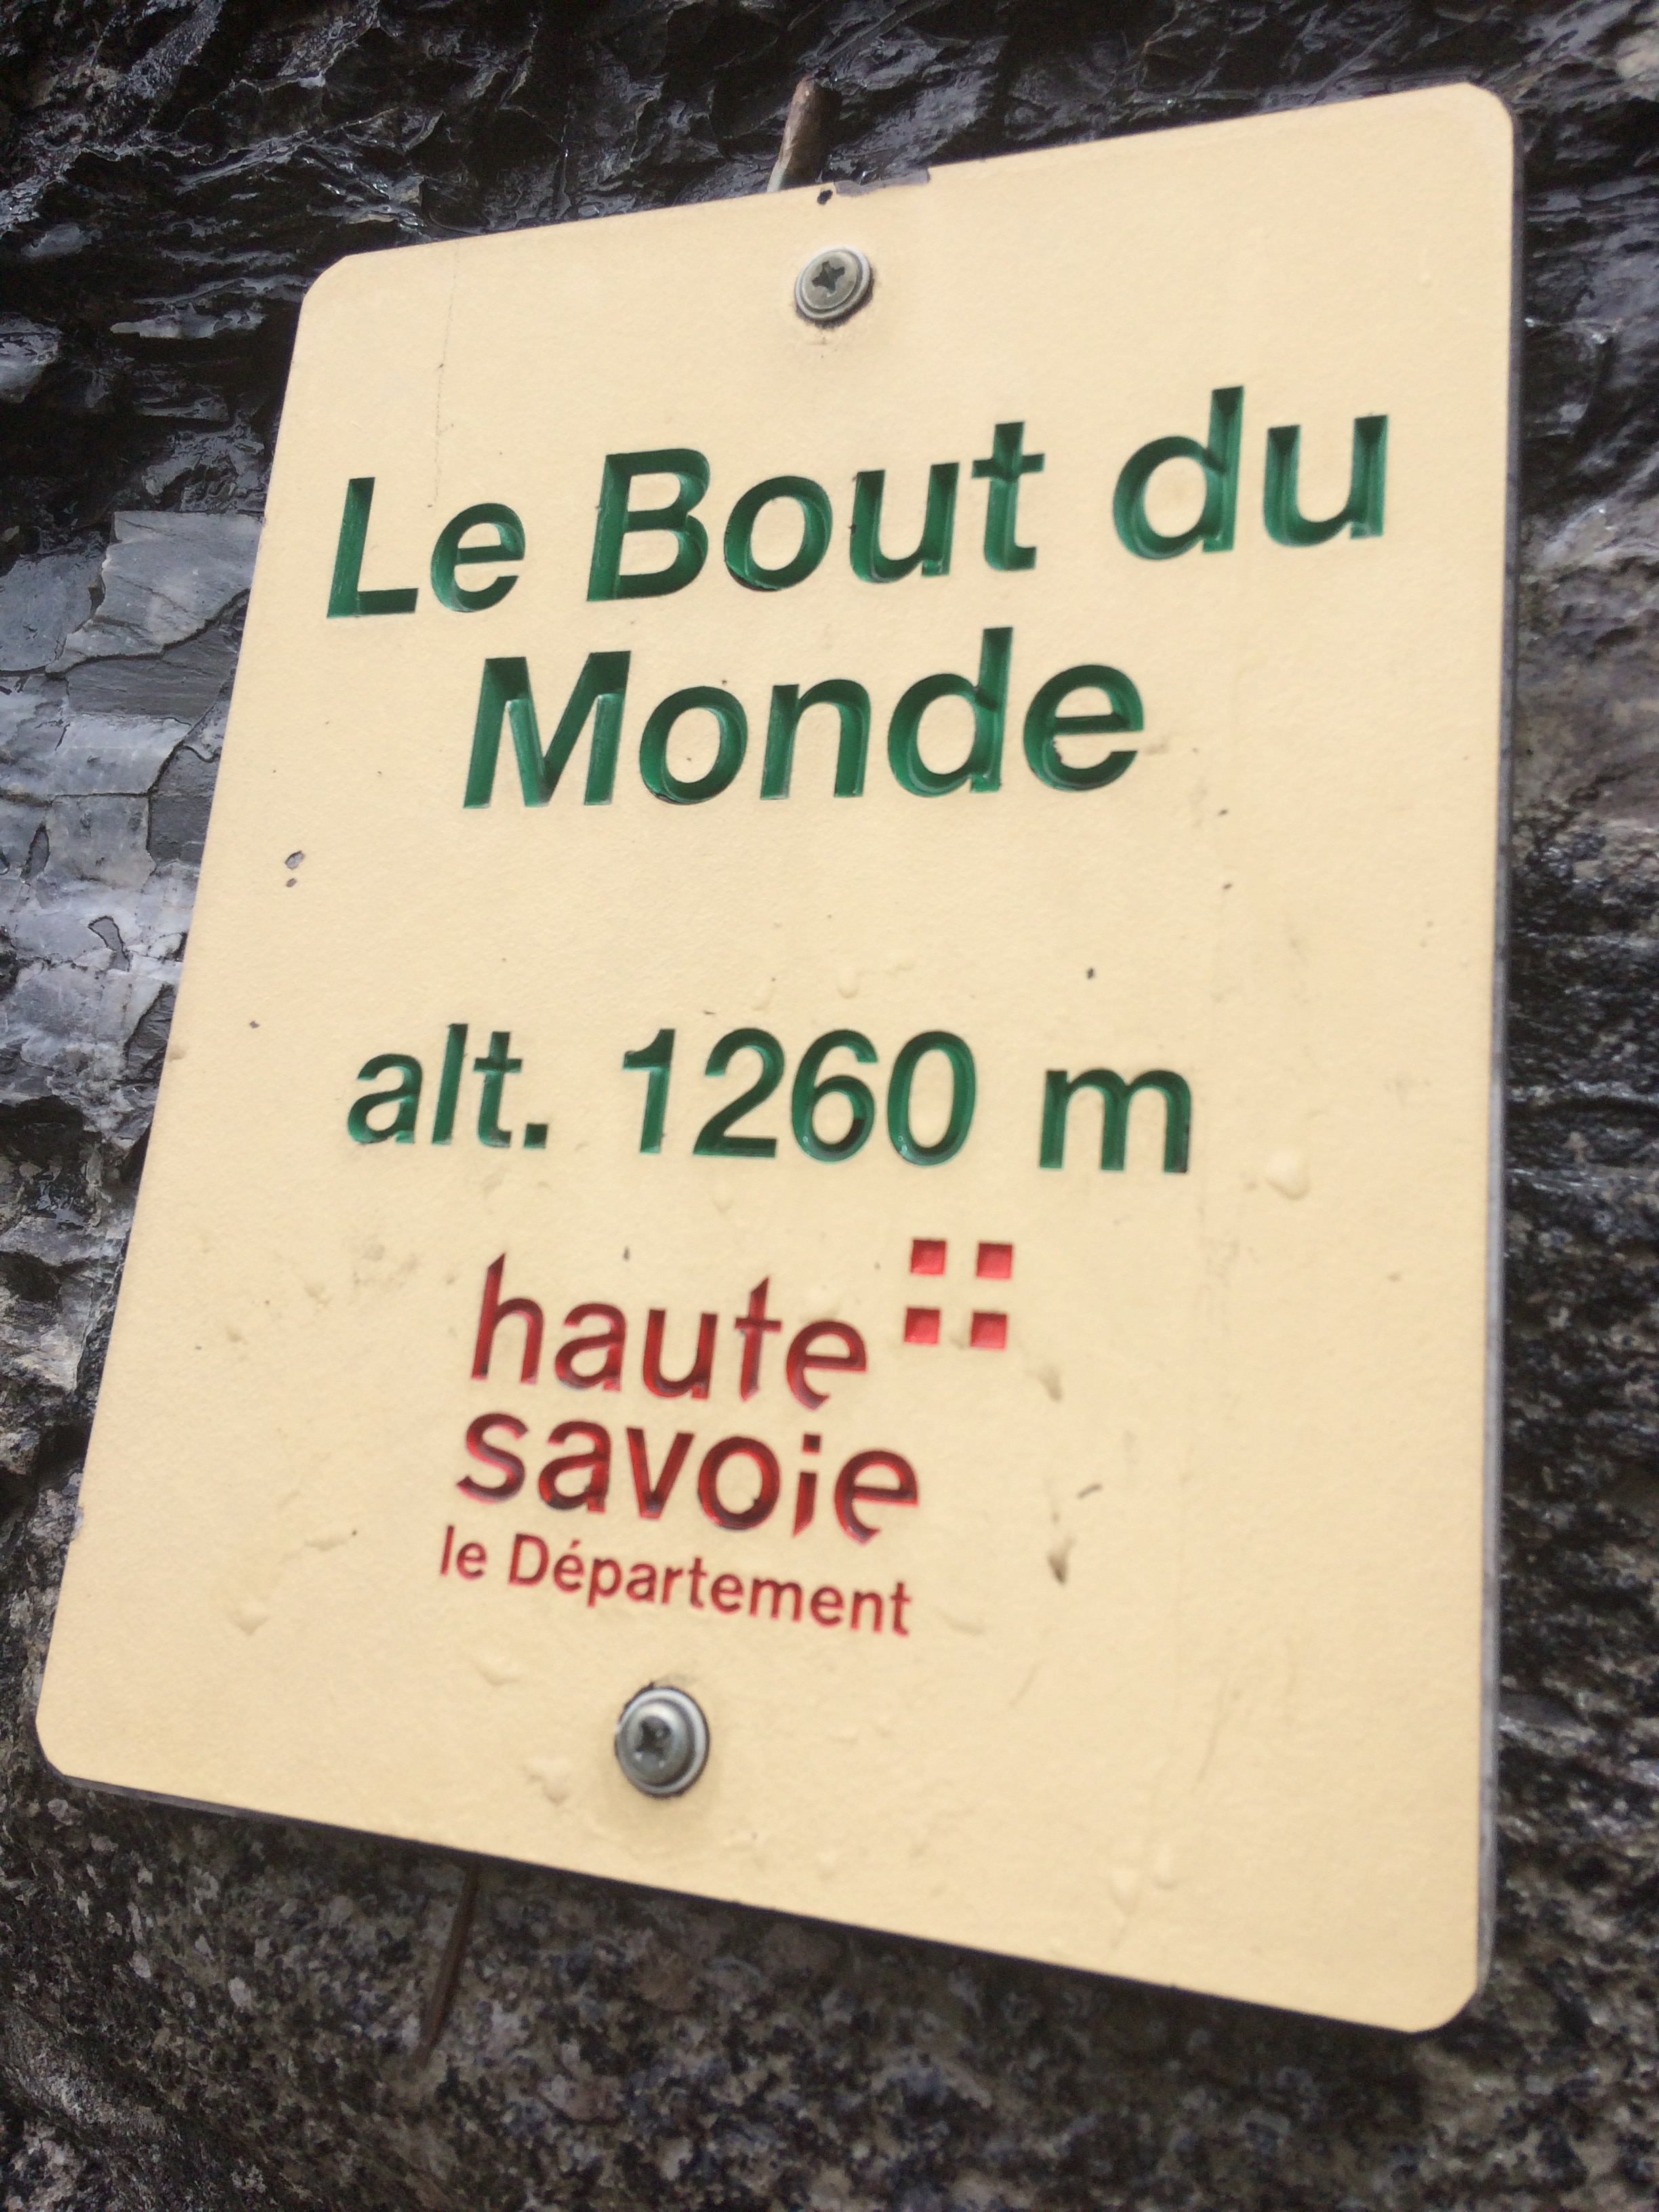 Le Bout du
Monde
alt. 1260 m
haute
savoie
le Département